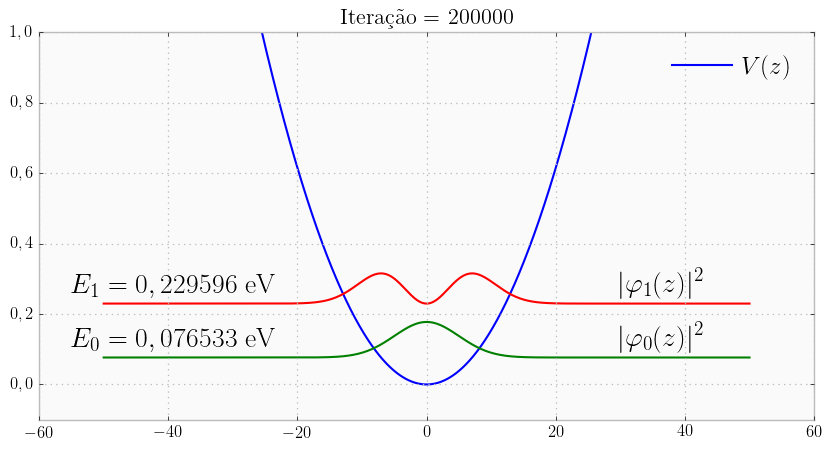 Iteração = 200000
1,0
V(z)
0,8
0,6
0,4
E₁ = 0,229596 eV
|φ₁(z)|²
0,2
E₀ = 0,076533 eV
|φ₀(z)|²
0,0
−60 −40 −20 0 20 40 60